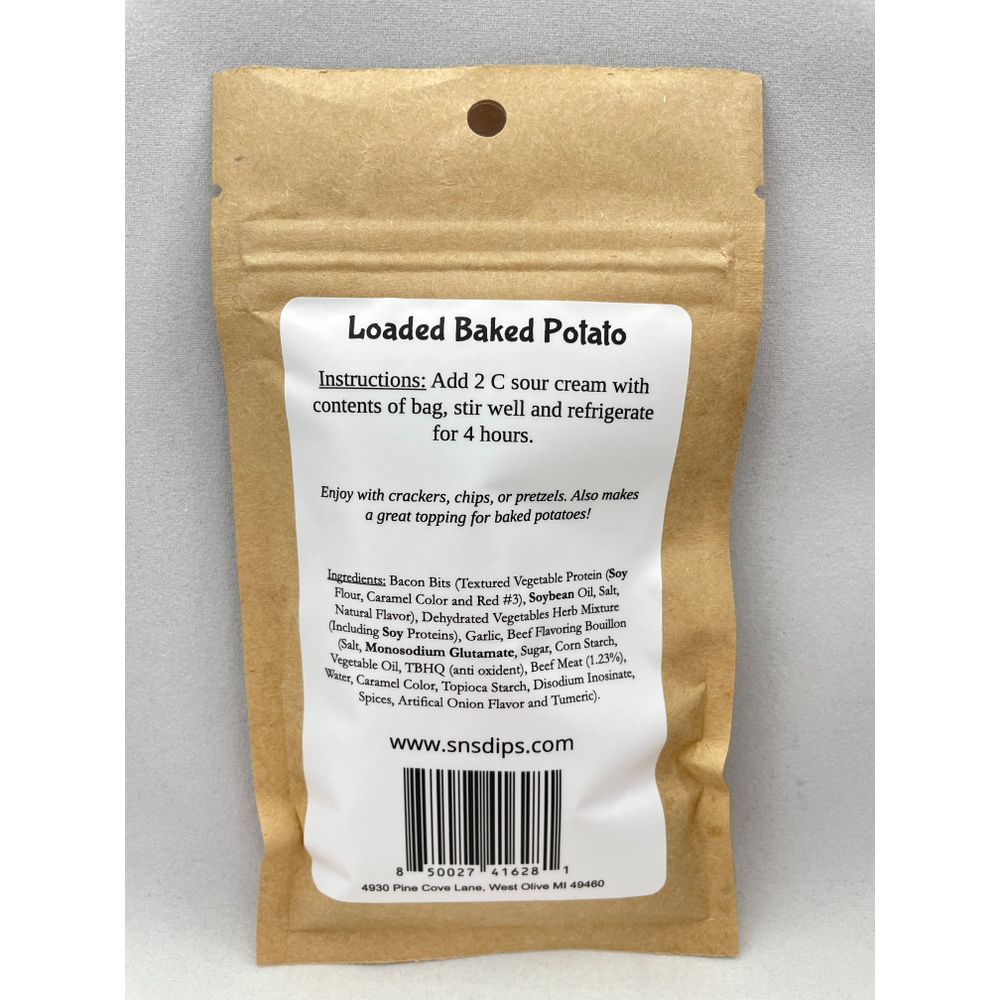 Loaded Baked Potato
Instructions: Add 2 C sour cream with
contents of bag, stir well and refrigerate
for 4 hours.
Enjoy with crackers, chips, or pretzels. Also makes
a great topping for baked potatoes!
Ingredients: Bacon Bits (Textured Vegetable Protein (Soy
Flour, Caramel Color and Red #3), Soybean Oil, Salt,
Natural Flavor), Dehydrated Vegetables Herb Mixture
(Including Soy Proteins), Garlic, Beef Flavoring Bouillon
(Salt, Monosodium Glutamate, Sugar, Corn Starch,
Vegetable Oil, TBHQ (anti oxident), Beef Meat (1.23%),
Water, Caramel Color, Topioca Starch, Disodium Inosinate,
Spices, Artifical Onion Flavor and Tumeric).
www.snsdips.com
8 50027 41628 1
4930 Pine Cove Lane, West Olive MI 49460